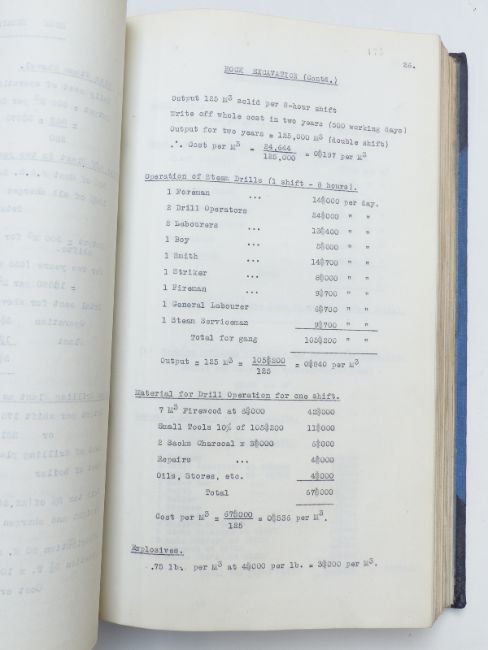 175
26.
ROCK EXCAVATION (Contd.)
Output 125 M³ solid per 8-hour shift
Write off whole cost in two years (500 working days)
Output for two years = 125,000 M³ (double shift)
∴ Cost per M³ = 24,644 / 125,000 = 0$197 per M³
Operation of Steam Drills (1 shift - 8 hours).
1 Foreman ... 14$000 per day.
2 Drill Operators 24$000 " "
2 Labourers ... 13$400 " "
1 Boy ... 5$000 " "
1 Smith ... 14$700 " "
1 Striker ... 8$000 " "
1 Fireman ... 9$700 " "
1 General Labourer 6$700 " "
1 Steam Serviceman 9$700 " "
Total for gang 105$200 " "
Output = 125 M³ = 105$200 / 125 = 0$840 per M³
Material for Drill Operation for one shift.
7 M³ Firewood at 6$000 42$000
Small Tools 10% of 105$200 11$000
2 Sacks Charcoal x 3$000 6$000
Repairs ... 4$000
Oils, Stores, etc. 4$000
Total 67$000
Cost per M³ = 67$000 / 125 = 0$536 per M³.
Explosives.
.75 lb. per M³ at 4$000 per lb. = 3$000 per M³.